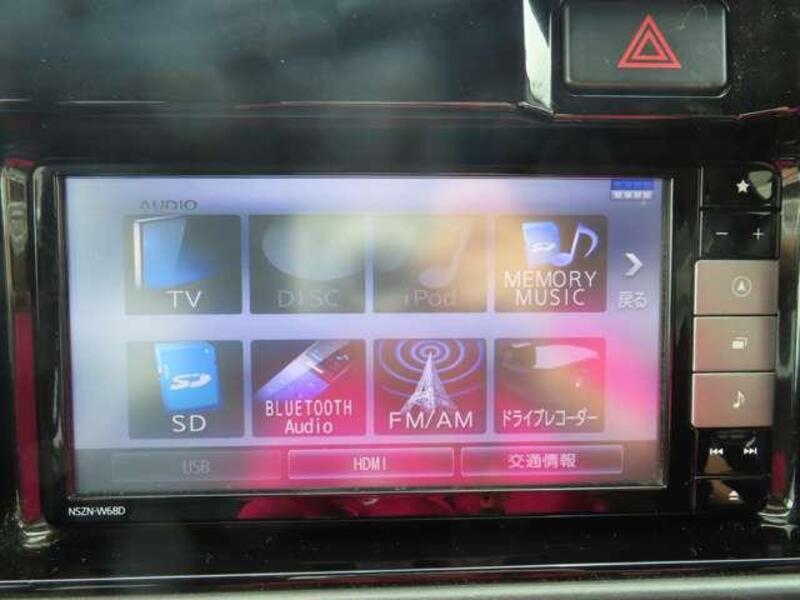 AUDIO
TV
DISC
iPod
MEMORY
MUSIC
戻る
SD
BLUETOOTH
Audio
FM/AM
ドライブレコーダー
USB
HDMI
交通情報
NSZN-W68D